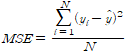 MSE = \frac{\sum_{i=1}^{N} (y_i - \hat{y})^2}{N}